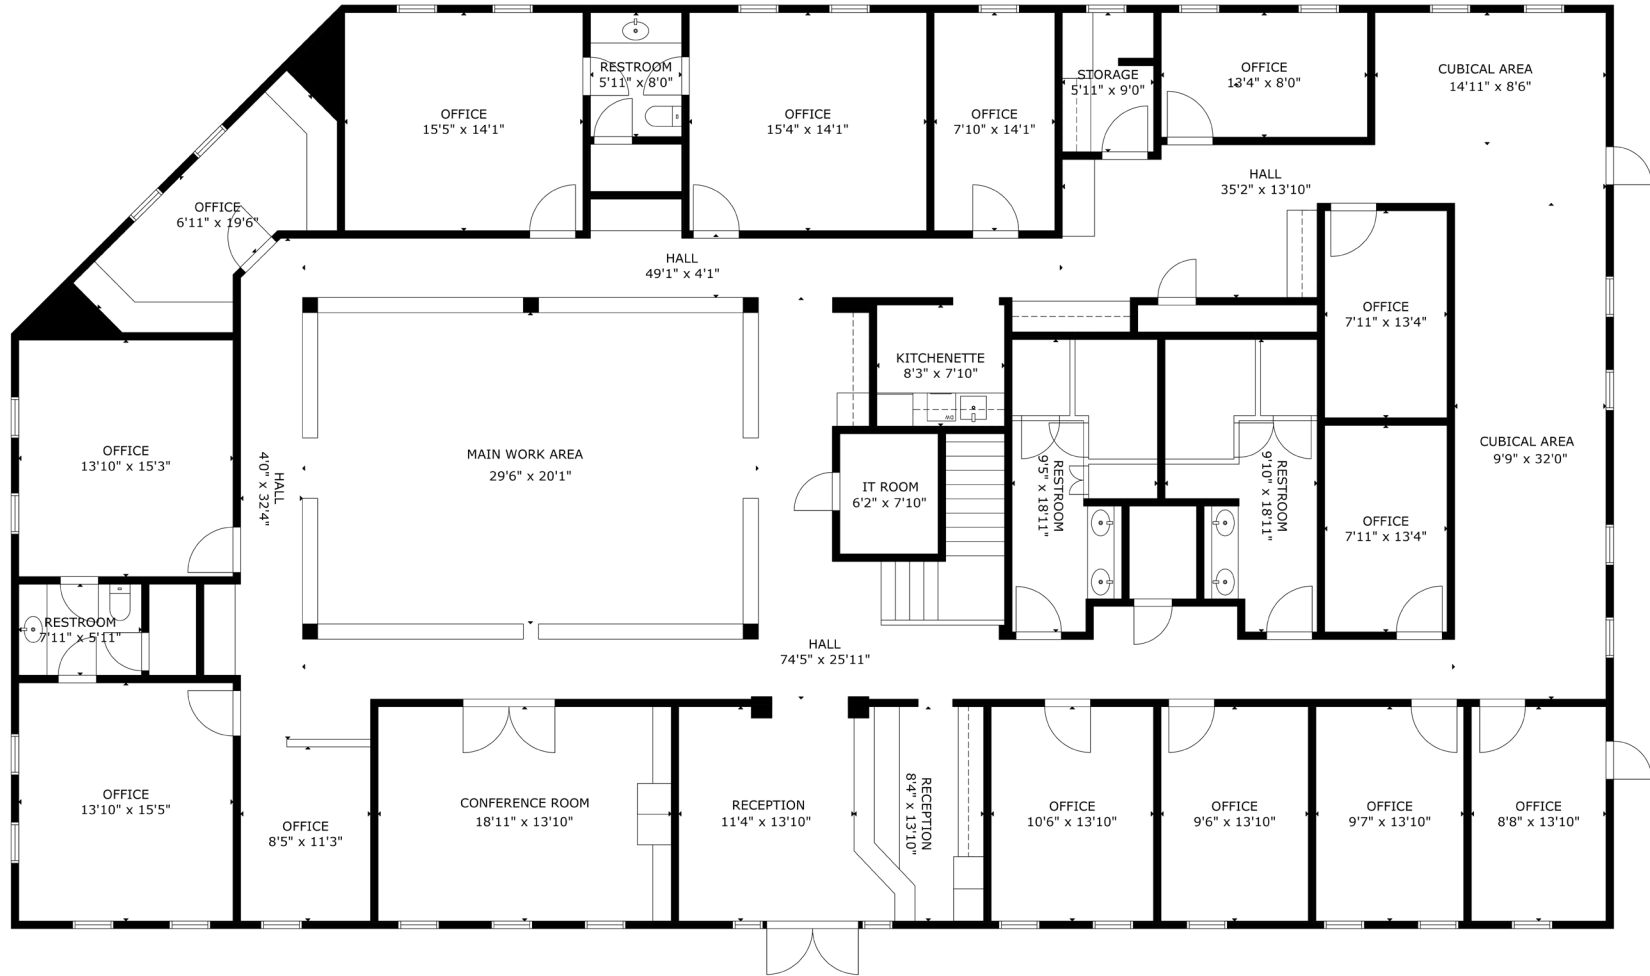 RESTROOM
5'11" x 8'0"
OFFICE
15'5" x 14'1"
OFFICE
15'4" x 14'1"
OFFICE
7'10" x 14'1"
STORAGE
5'11" x 9'0"
OFFICE
13'4" x 8'0"
CUBICAL AREA
14'11" x 8'6"
HALL
35'2" x 13'10"
OFFICE
6'11" x 19'6"
HALL
49'1" x 4'1"
OFFICE
7'11" x 13'4"
KITCHENETTE
8'3" x 7'10"
DW
OFFICE
13'10" x 15'3"
HALL
4'0" x 32'4"
MAIN WORK AREA
29'6" x 20'1"
IT ROOM
6'2" x 7'10"
RESTROOM
9'5" x 18'11"
RESTROOM
9'10" x 18'11"
CUBICAL AREA
9'9" x 32'0"
OFFICE
7'11" x 13'4"
RESTROOM
7'11" x 5'11"
HALL
74'5" x 25'11"
OFFICE
13'10" x 15'5"
OFFICE
8'5" x 11'3"
CONFERENCE ROOM
18'11" x 13'10"
RECEPTION
11'4" x 13'10"
RECEPTION
8'4" x 13'10"
OFFICE
10'6" x 13'10"
OFFICE
9'6" x 13'10"
OFFICE
9'7" x 13'10"
OFFICE
8'8" x 13'10"